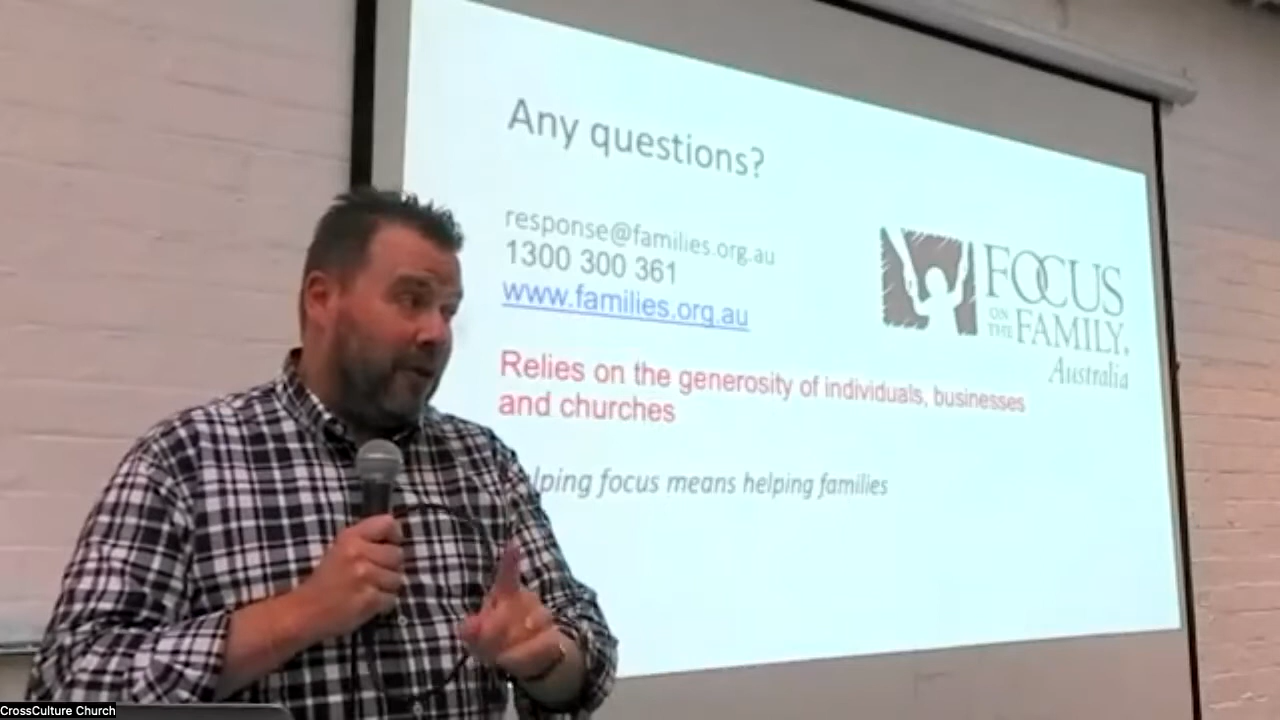 Any questions?
response@families.org.au
1300 300 361
www.families.org.au
Relies on the generosity of individuals, businesses
and churches
lping focus means helping families
FOCUS
ON
THE FAMILY.
Australia
CrossCulture Church